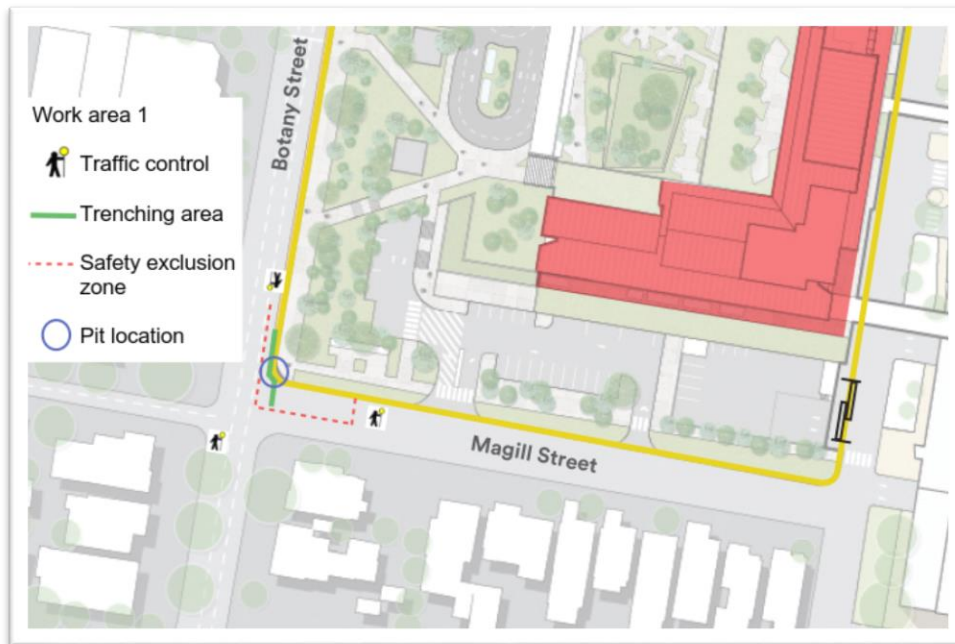 Botany Street
Work area 1
Traffic control
Trenching area
Safety exclusion
zone
Pit location
Magill Street